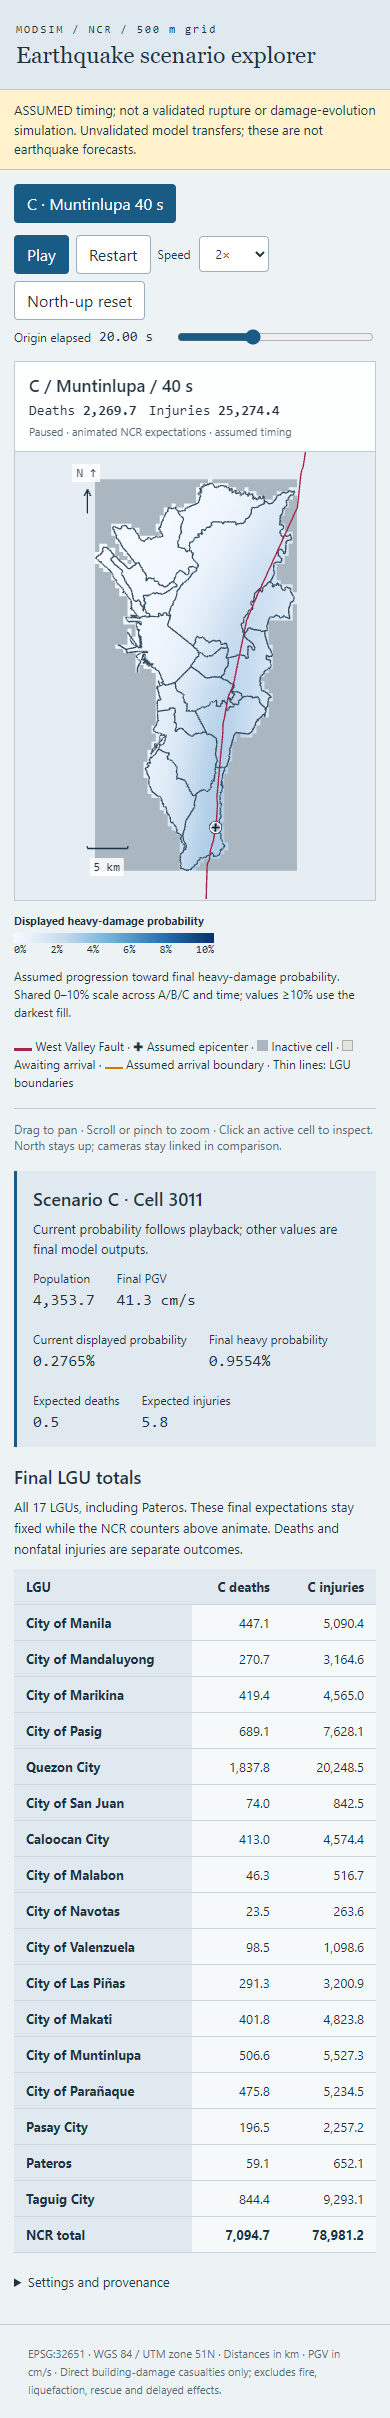 MODSIM / NCR / 500 m grid
Earthquake scenario explorer
ASSUMED timing; not a validated rupture or damage-evolution
simulation. Unvalidated model transfers; these are not
earthquake forecasts.
C · Muntinlupa 40 s
Play Restart Speed 2×
North-up reset
Origin elapsed 20.00 s
C / Muntinlupa / 40 s
Deaths 2,269.7 Injuries 25,274.4
Paused · animated NCR expectations · assumed timing
N ↑
5 km
Displayed heavy-damage probability
0% 2% 4% 6% 8% 10%
Assumed progression toward final heavy-damage probability.
Shared 0–10% scale across A/B/C and time; values ≥10% use the
darkest fill.
West Valley Fault · ✚ Assumed epicenter · Inactive cell ·
Awaiting arrival · Assumed arrival boundary · Thin lines: LGU
boundaries
Drag to pan · Scroll or pinch to zoom · Click an active cell to inspect.
North stays up; cameras stay linked in comparison.
Scenario C · Cell 3011
Current probability follows playback; other values are
final model outputs.
Population Final PGV
4,353.7 41.3 cm/s
Current displayed probability Final heavy probability
0.2765% 0.9554%
Expected deaths Expected injuries
0.5 5.8
Final LGU totals
All 17 LGUs, including Pateros. These final expectations stay
fixed while the NCR counters above animate. Deaths and
nonfatal injuries are separate outcomes.
LGU C deaths C injuries
City of Manila 447.1 5,090.4
City of Mandaluyong 270.7 3,164.6
City of Marikina 419.4 4,565.0
City of Pasig 689.1 7,628.1
Quezon City 1,837.8 20,248.5
City of San Juan 74.0 842.5
Caloocan City 413.0 4,574.4
City of Malabon 46.3 516.7
City of Navotas 23.5 263.6
City of Valenzuela 98.5 1,098.6
City of Las Piñas 291.3 3,200.9
City of Makati 401.8 4,823.8
City of Muntinlupa 506.6 5,527.3
City of Parañaque 475.8 5,234.5
Pasay City 196.5 2,257.2
Pateros 59.1 652.1
Taguig City 844.4 9,293.1
NCR total 7,094.7 78,981.2
▶ Settings and provenance
EPSG:32651 · WGS 84 / UTM zone 51N · Distances in km · PGV in
cm/s · Direct building-damage casualties only; excludes fire,
liquefaction, rescue and delayed effects.